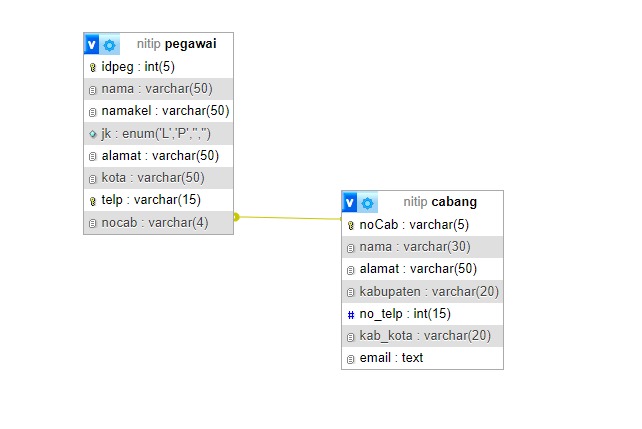 nitip pegawai
idpeg : int(5)
nama : varchar(50)
namakel : varchar(50)
jk : enum('L','P','','')
alamat : varchar(50)
kota : varchar(50)
telp : varchar(15)
nocab : varchar(4)
nitip cabang
noCab : varchar(5)
nama : varchar(30)
alamat : varchar(50)
kabupaten : varchar(20)
# no_telp : int(15)
kab_kota : varchar(20)
email : text